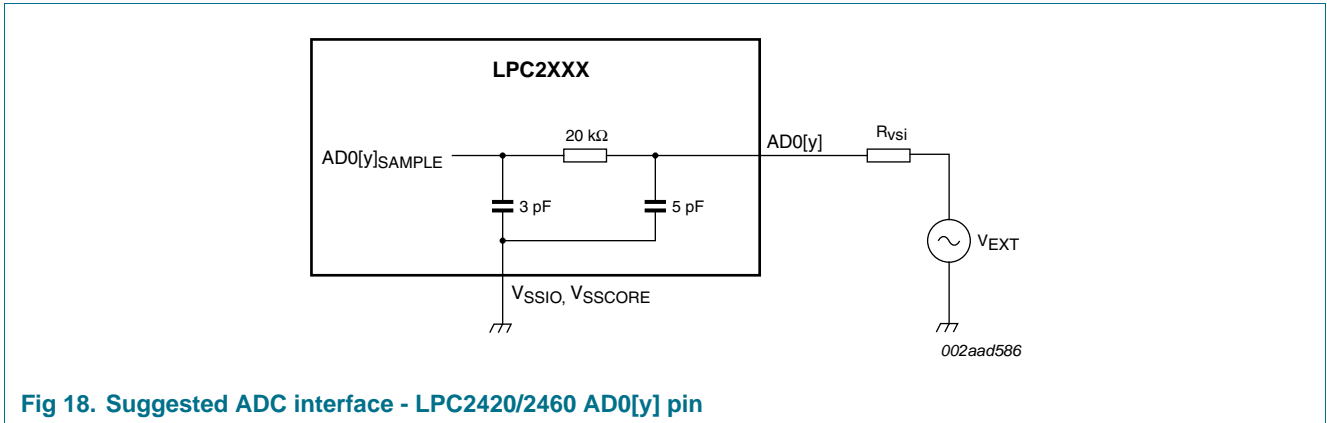 LPC2XXX
20 kΩ
AD0[y]SAMPLE
AD0[y]
Rvsi
3 pF
5 pF
VEXT
VSSIO, VSSCORE
002aad586
Fig 18. Suggested ADC interface - LPC2420/2460 AD0[y] pin